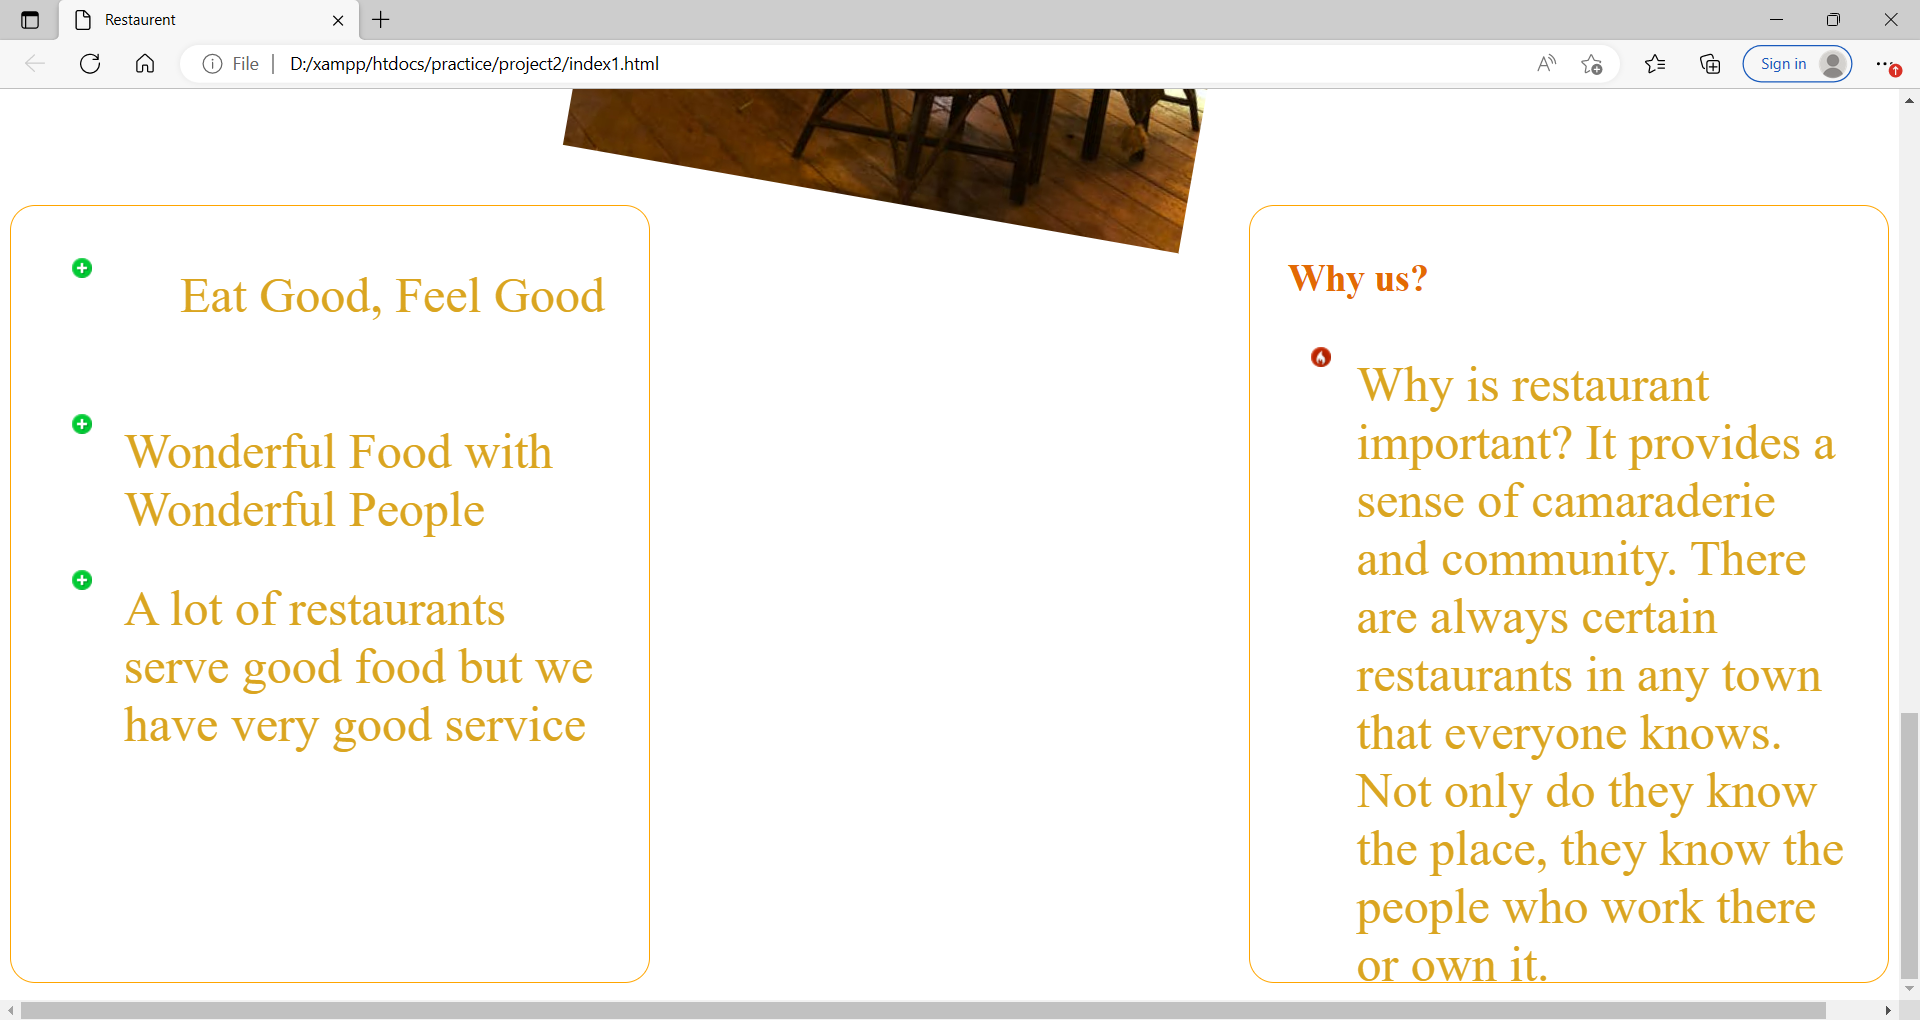 Restaurent
File
D:/xampp/htdocs/practice/project2/index1.html
Sign in
Eat Good, Feel Good
Wonderful Food with
Wonderful People
A lot of restaurants
serve good food but we
have very good service
Why us?
Why is restaurant
important? It provides a
sense of camaraderie
and community. There
are always certain
restaurants in any town
that everyone knows.
Not only do they know
the place, they know the
people who work there
or own it.